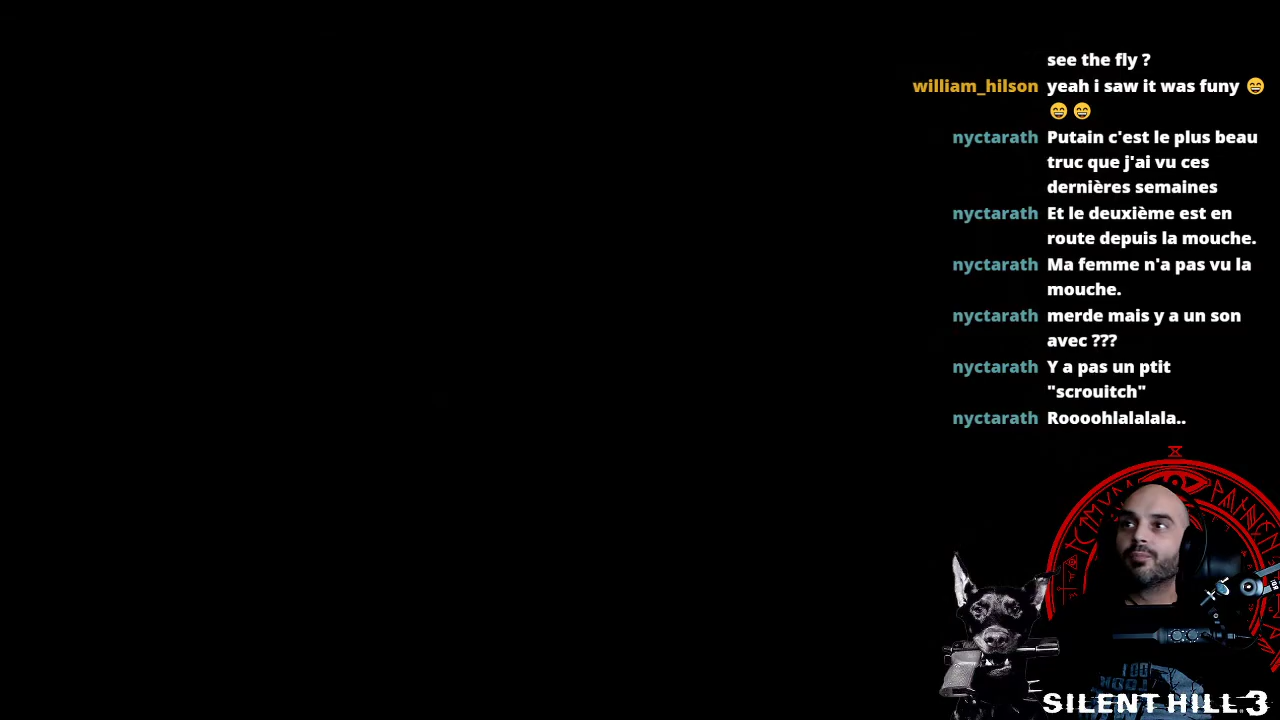 see the fly ?
william_hilson yeah i saw it was funy 😁
😁 😁
nyctarath Putain c'est le plus beau
truc que j'ai vu ces
dernières semaines
nyctarath Et le deuxième est en
route depuis la mouche.
nyctarath Ma femme n'a pas vu la
mouche.
nyctarath merde mais y a un son
avec ???
nyctarath Y a pas un ptit
"scrouitch"
nyctarath Roooohlalalala..
SILENT HILL 3